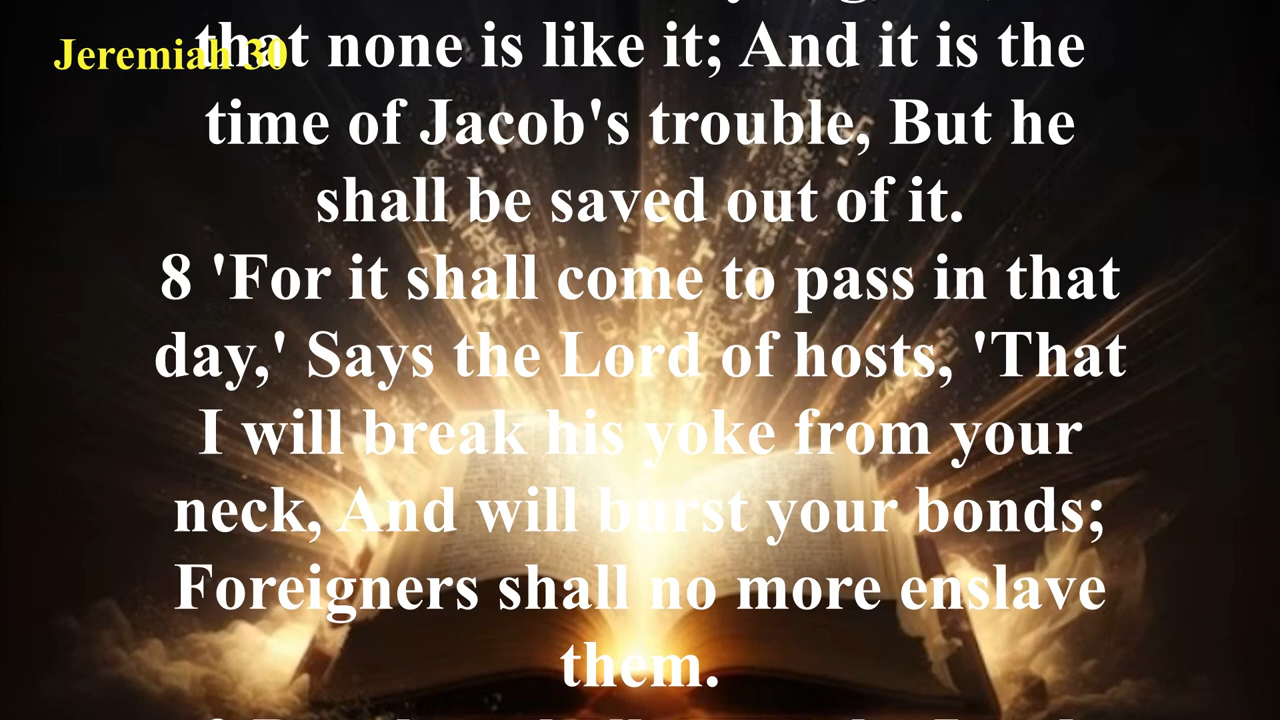 Jeremiah 30
that none is like it; And it is the
time of Jacob's trouble, But he
shall be saved out of it.
8 'For it shall come to pass in that
day,' Says the Lord of hosts, 'That
I will break his yoke from your
neck, And will burst your bonds;
Foreigners shall no more enslave
them.